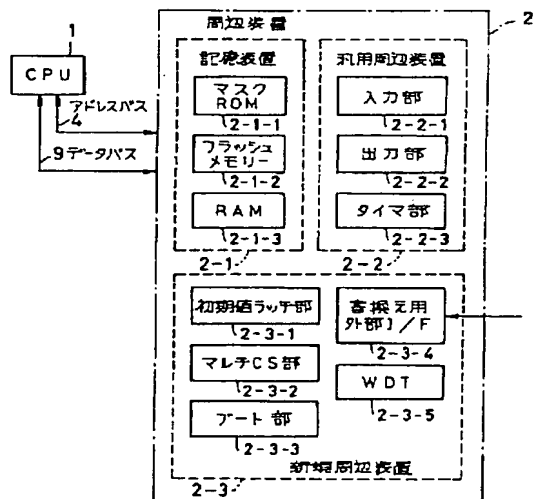 周辺装置
2
1
CPU
アドレスバス
4
9データバス
記憶装置
マスク
ROM
2-1-1
フラッシュ
メモリー
2-1-2
RAM
2-1-3
2-1
汎用周辺装置
入力部
2-2-1
出力部
2-2-2
タイマ部
2-2-3
2-2
初期値ラッチ部
2-3-1
マルチCS部
2-3-2
ブート部
2-3-3
書換え用
外部I/F
2-3-4
WDT
2-3-5
新規周辺装置
2-3